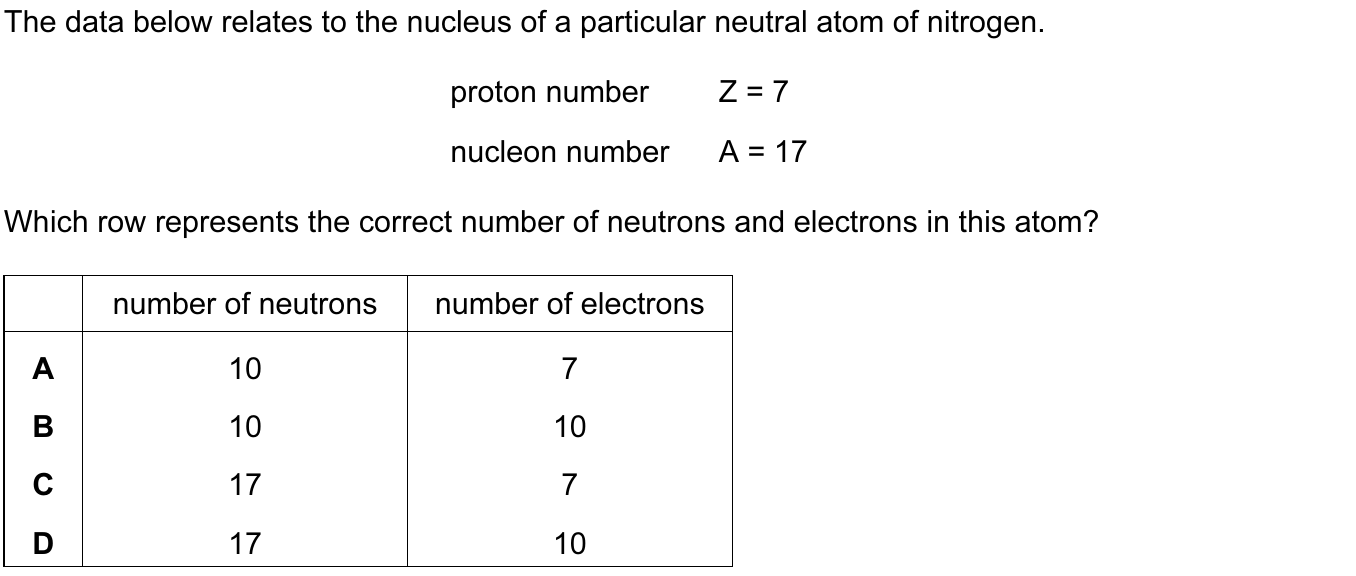 The data below relates to the nucleus of a particular neutral atom of nitrogen.
proton number Z = 7
nucleon number A = 17
Which row represents the correct number of neutrons and electrons in this atom?
number of neutrons number of electrons
A 10 7
B 10 10
C 17 7
D 17 10